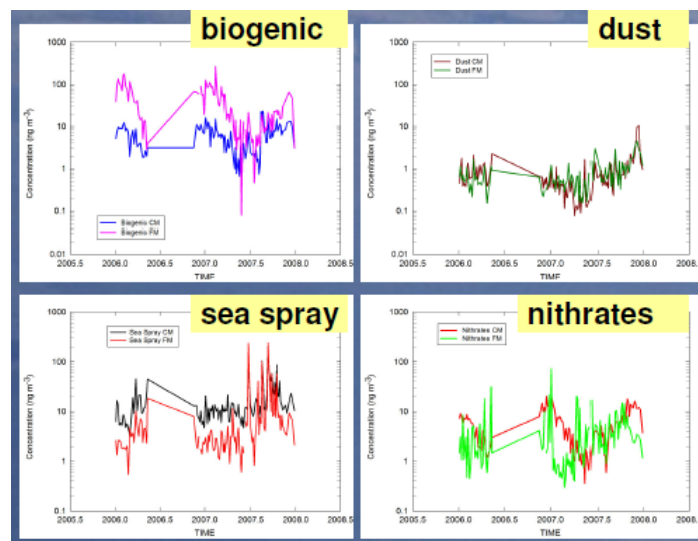 biogenic
1000
100
10
1
0.1
0.01
Concentration (ng m⁻³)
Biogenic CM
Biogenic FM
2005.5 2006.0 2006.5 2007.0 2007.5 2008.0 2008.5
TIME
dust
1000
100
10
1
0.1
0.01
Concentration (ng m⁻³)
Dust CM
Dust FM
2005.5 2006.0 2006.5 2007.0 2007.5 2008.0 2008.5
TIME
sea spray
1000
100
10
1
0.1
Concentration (ng m⁻³)
Sea Spray CM
Sea Spray FM
2005.5 2006.0 2006.5 2007.0 2007.5 2008.0 2008.5
TIME
nithrates
1000
100
10
1
0.1
Concentration (ng m⁻³)
Nithrates CM
Nithrates FM
2005.5 2006.0 2006.5 2007.0 2007.5 2008.0 2008.5
TIME